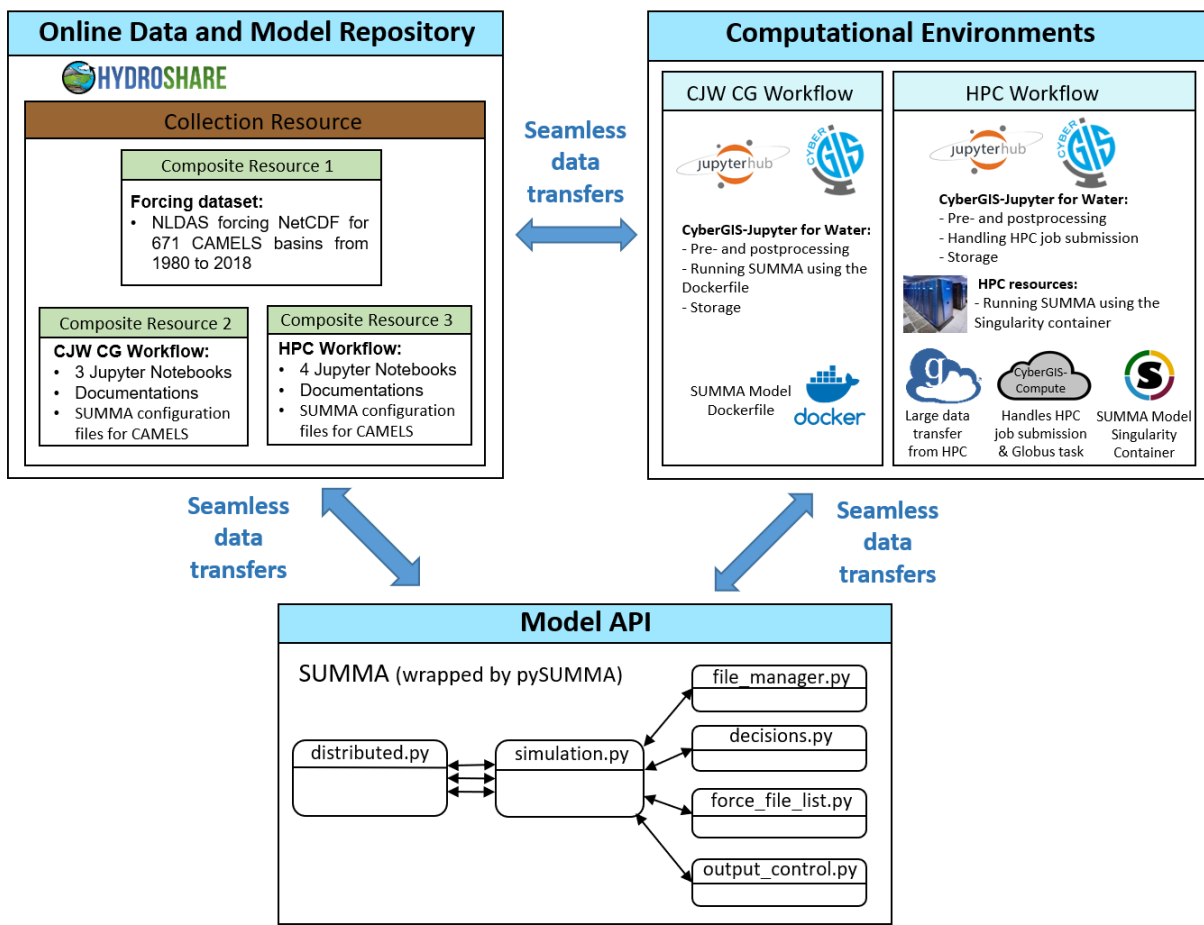 Online Data and Model Repository
HYDROSHARE
Collection Resource
Composite Resource 1
Forcing dataset:
• NLDAS forcing NetCDF for
671 CAMELS basins from
1980 to 2018
Composite Resource 2
CJW CG Workflow:
• 3 Jupyter Notebooks
• Documentations
• SUMMA configuration
files for CAMELS
Composite Resource 3
HPC Workflow:
• 4 Jupyter Notebooks
• Documentations
• SUMMA configuration
files for CAMELS
Seamless
data
transfers
Computational Environments
CJW CG Workflow
jupyterhub
CYBER
GIS
CyberGIS-Jupyter for Water:
- Pre- and postprocessing
- Running SUMMA using the
Dockerfile
- Storage
SUMMA Model
Dockerfile
docker
HPC Workflow
jupyterhub
CYBER
GIS
CyberGIS-Jupyter for Water:
- Pre- and postprocessing
- Handling HPC job submission
- Storage
HPC resources:
- Running SUMMA using the
Singularity container
g
Large data
transfer
from HPC
CyberGIS-
Compute
Handles HPC
job submission
& Globus task
S
SUMMA Model
Singularity
Container
Seamless
data
transfers
Seamless
data
transfers
Model API
SUMMA (wrapped by pySUMMA)
distributed.py
simulation.py
file_manager.py
decisions.py
force_file_list.py
output_control.py